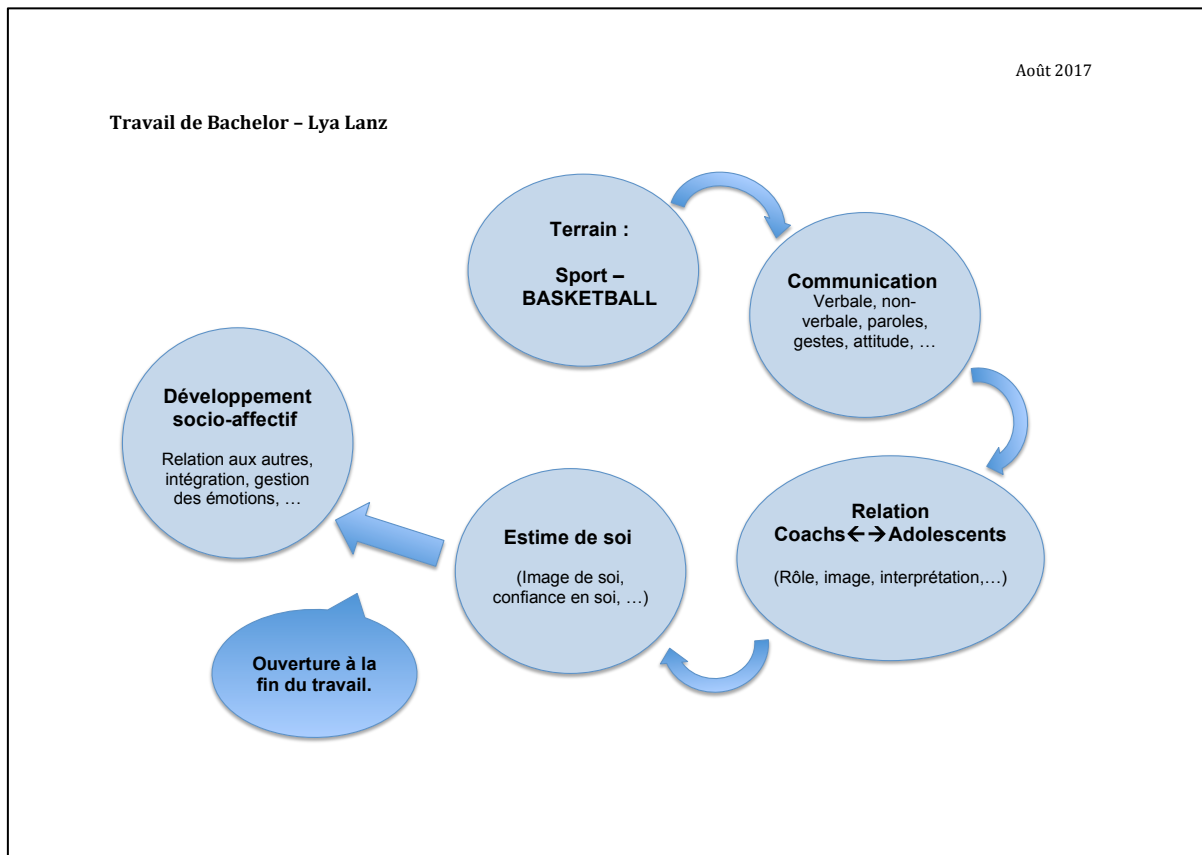 Août 2017
Travail de Bachelor – Lya Lanz
Terrain :
Sport –
BASKETBALL
Communication
Verbale, non-
verbale, paroles,
gestes, attitude, …
Relation
Coachs←→Adolescents
(Rôle, image, interprétation,…)
Estime de soi
(Image de soi,
confiance en soi, …)
Développement
socio-affectif
Relation aux autres,
intégration, gestion
des émotions, …
Ouverture à la
fin du travail.